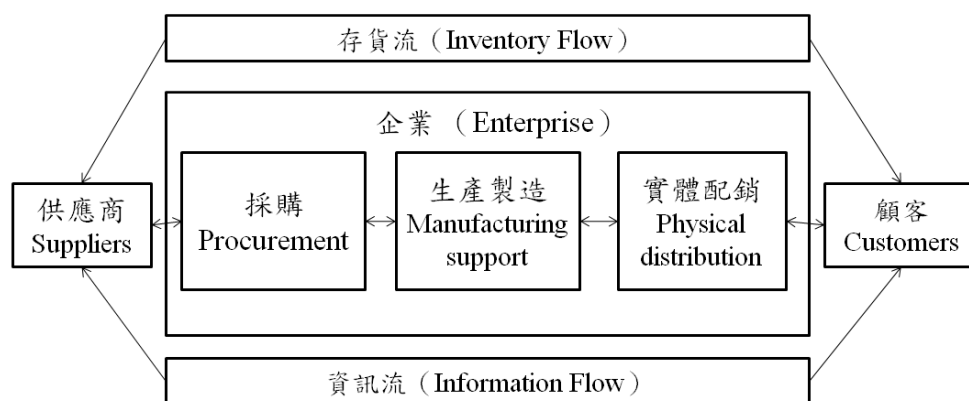 存貨流（Inventory Flow）
企業 （Enterprise）
供應商
Suppliers
採購
Procurement
生產製造
Manufacturing
support
實體配銷
Physical
distribution
顧客
Customers
資訊流（Information Flow）